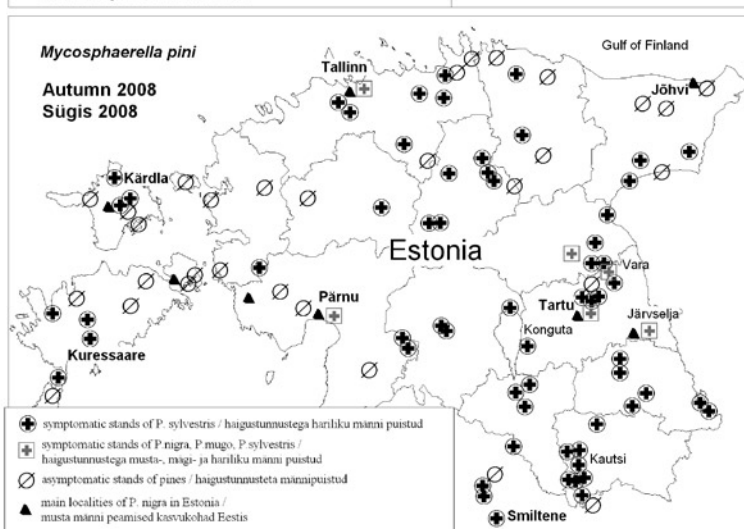 Mycosphaerella pini
Gulf of Finland
Tallinn
Autumn 2008
Sügis 2008
Jõhvi
Kärdla
Estonia
Vara
Pärnu
Tartu
Järvselja
Konguta
Kuressaare
symptomatic stands of P. sylvestris / haigustunnustega hariliku männi puistud
symptomatic stands of P.nigra, P.mugo, P.sylvestris /
haigustunnustega musta-, mägi- ja hariliku männi puistud
asymptomatic stands of pines / haigustunnusteta männipuistud
main localities of P. nigra in Estonia /
musta männi peamised kasvukohad Eestis
Kautsi
Smiltene